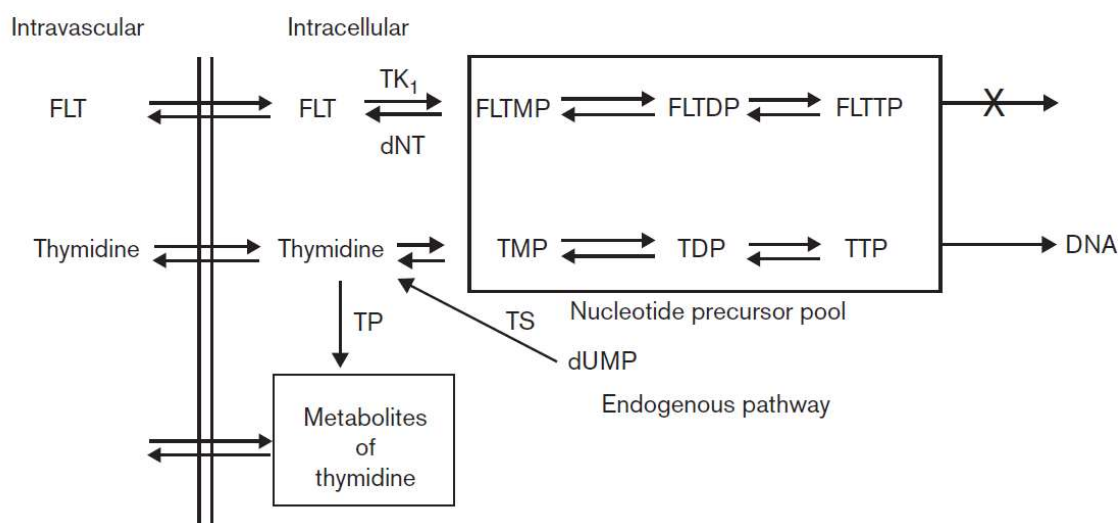 Intravascular Intracellular
TK1
FLT FLT FLTMP FLTDP FLTTP X
dNT
Thymidine Thymidine TMP TDP TTP DNA
TP TS Nucleotide precursor pool
dUMP
Endogenous pathway
Metabolites
of
thymidine